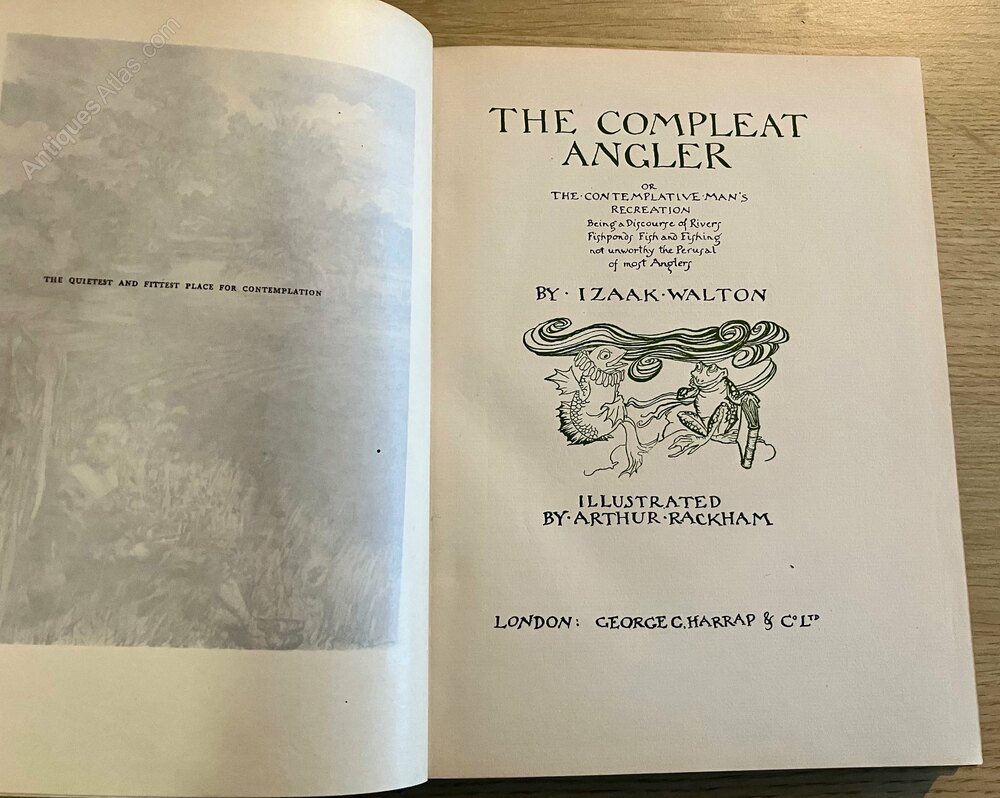 AntiquesAtlas.com
THE QUIETEST AND FITTEST PLACE FOR CONTEMPLATION
THE COMPLEAT
ANGLER
OR
THE·CONTEMPLATIVE·MAN'S
RECREATION
Being a Discourse of Rivers
Fishponds Fish and Fishing
not unworthy the Perusal
of most Anglers
BY·IZAAK·WALTON
ILLUSTRATED
BY·ARTHUR·RACKHAM
LONDON: GEORGE G. HARRAP & Co LTD